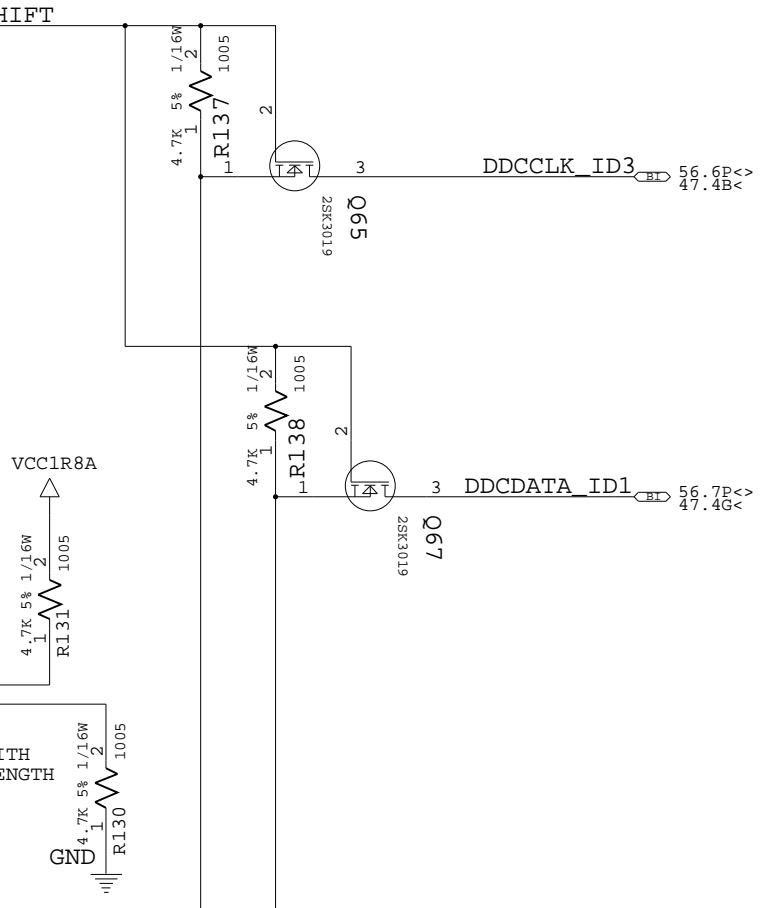 HIFT
4.7K 5% 1/16W
2
1
1005
R137
2
1
3
DDCCLK_ID3
BI
56.6P<>
47.4B<
Q65
2SK3019
4.7K 5% 1/16W
2
1
1005
R138
2
1
3
DDCDATA_ID1
BI
56.7P<>
47.4G<
Q67
2SK3019
VCC1R8A
4.7K 5% 1/16W
2
1
1005
R131
ITH
ENGTH
4.7K 5% 1/16W
2
1
1005
R130
GND